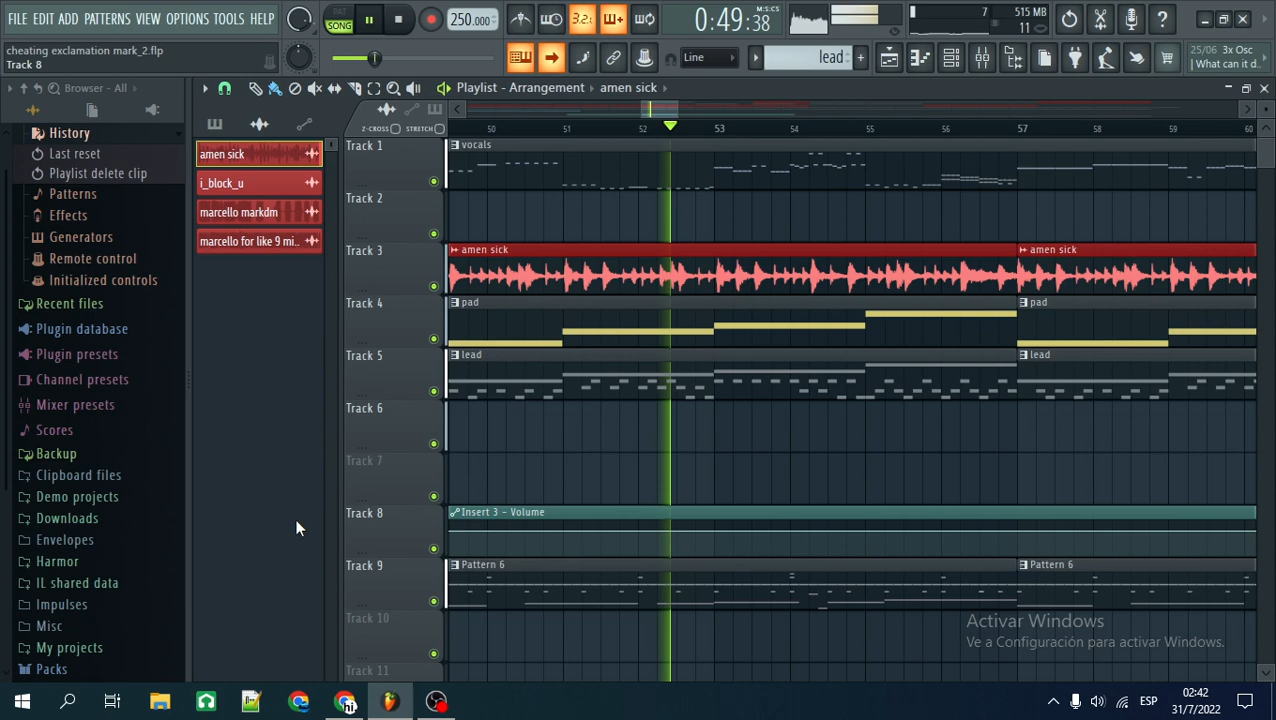 FILE EDIT ADD PATTERNS VIEW OPTIONS TOOLS HELP
PAT
SONG
250.000
3.2.
0:49:38
M:S:CS
7
515 MB
11
cheating exclamation mark_2.flp
Track 8
Line
lead
25/06 3x Osc
| What can it d..
Browser - All
Playlist - Arrangement
amen sick
Z-CROSS
STRETCH
50
51
52
53
54
55
56
57
58
59
60
History
Last reset
Playlist delete clip
Patterns
Effects
Generators
Remote control
Initialized controls
Recent files
Plugin database
Plugin presets
Channel presets
Mixer presets
Scores
Backup
Clipboard files
Demo projects
Downloads
Envelopes
Harmor
IL shared data
Impulses
Misc
My projects
Packs
amen sick
i_block_u
marcello markdm
marcello for like 9 mi..
Track 1
vocals
Track 2
Track 3
amen sick
amen sick
Track 4
pad
pad
Track 5
lead
lead
Track 6
Track 7
Track 8
Insert 3 - Volume
Track 9
Pattern 6
Pattern 6
Track 10
Track 11
Activar Windows
Ve a Configuración para activar Windows.
hi
ESP
02:42
31/7/2022